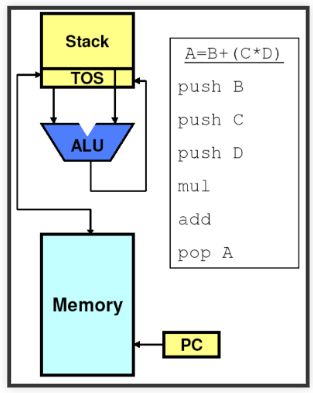 Stack
TOS
ALU
Memory
PC
A=B+(C*D)
push B
push C
push D
mul
add
pop A